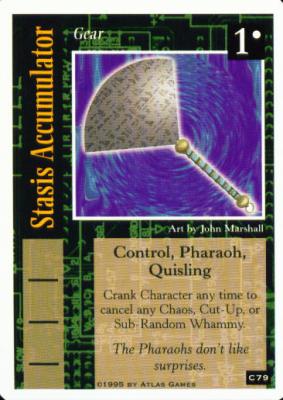 Gear
1•
Stasis Accumulator
Art by John Marshall
Control, Pharaoh,
Quisling
Crank Character any time to
cancel any Chaos, Cut-Up, or
Sub-Random Whammy.
The Pharaohs don't like
surprises.
©1995 BY ATLAS GAMES
C79